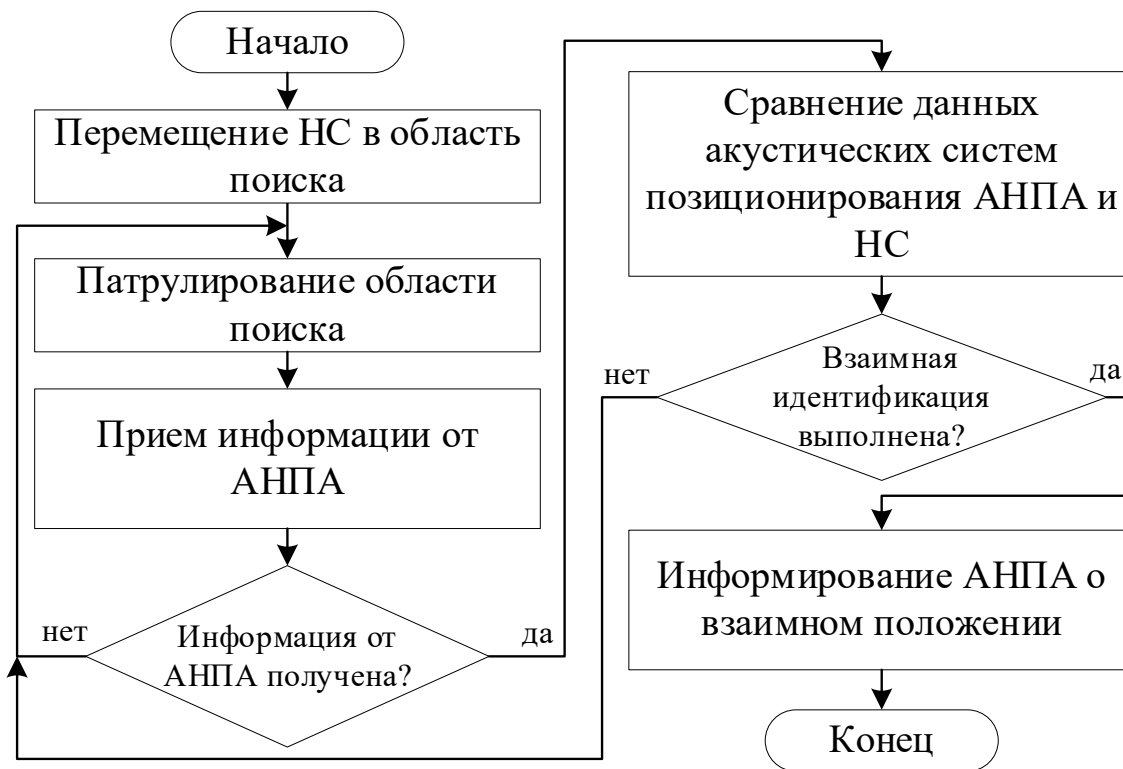 Начало
Перемещение НС в область
поиска
Патрулирование области
поиска
Прием информации от
АНПА
нет
Информация от
АНПА получена?
да
Сравнение данных
акустических систем
позиционирования АНПА и
НС
нет
Взаимная
идентификация
выполнена?
да
Информирование АНПА о
взаимном положении
Конец